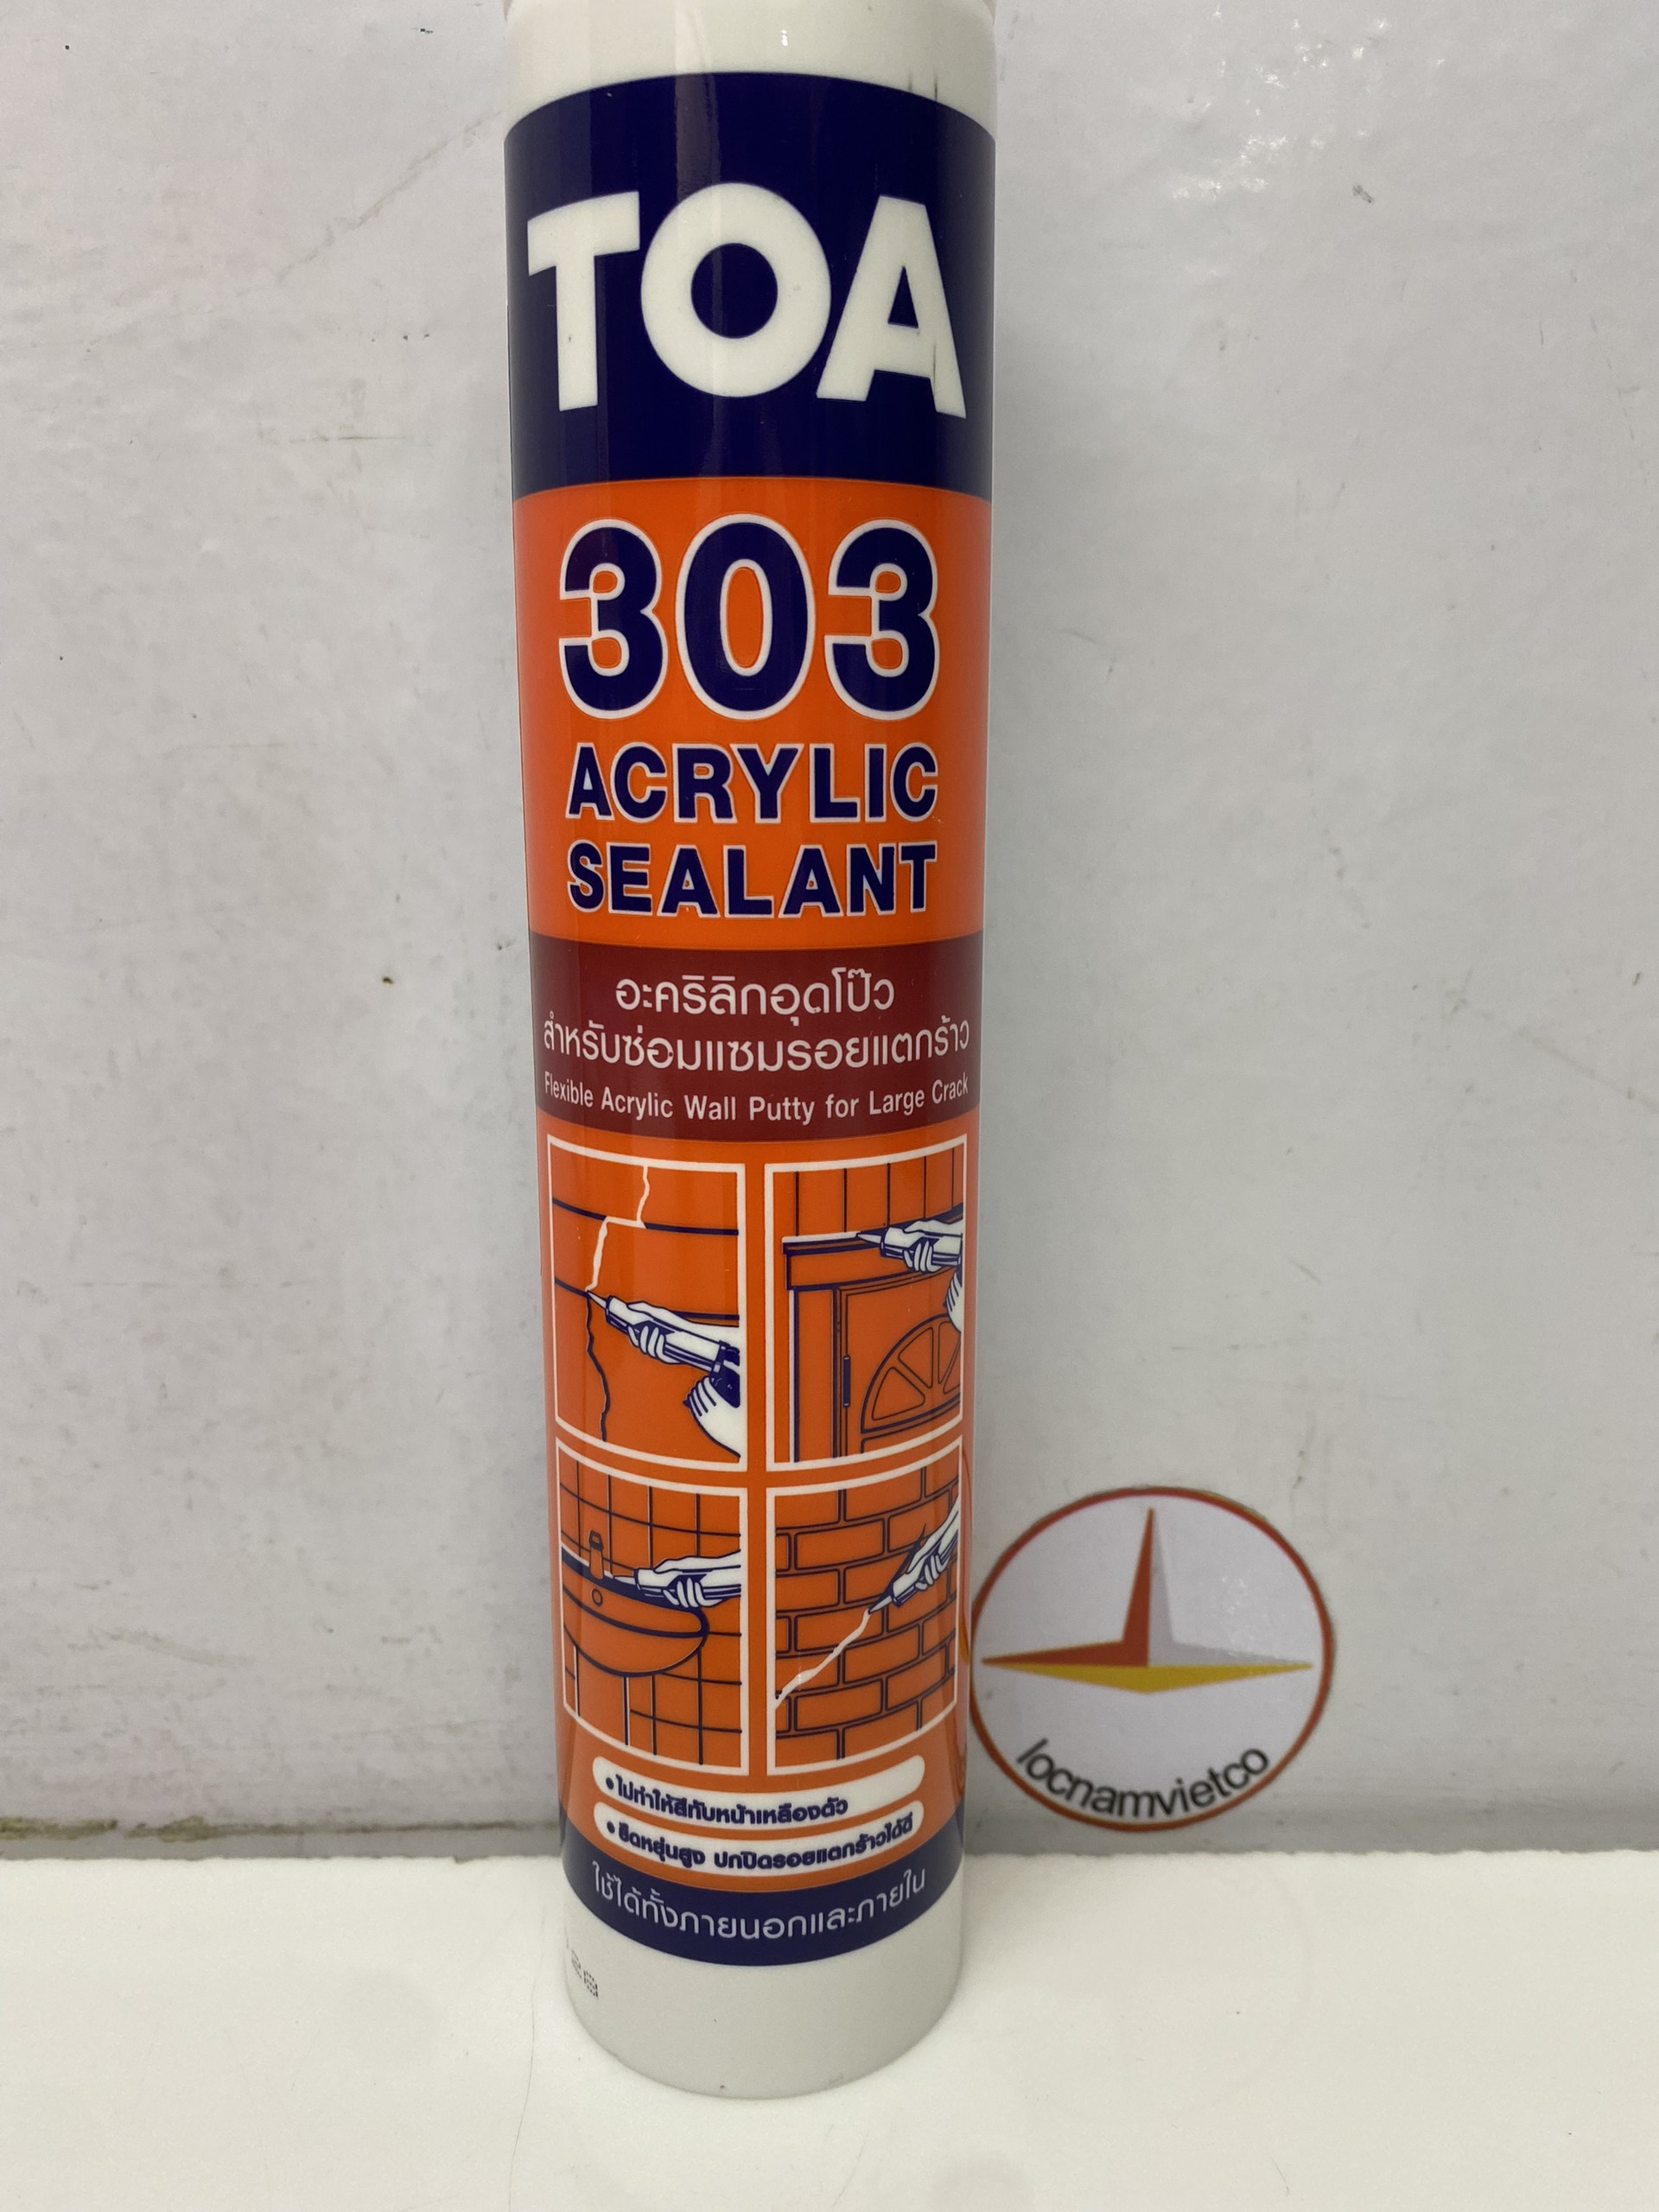 TOA
303
ACRYLIC
SEALANT
อะคริลิกอุดโป๊ว
สำหรับซ่อมแซมรอยแตกร้าว
Flexible Acrylic Wall Putty for Large Crack
• ไม่ทำให้สีทับหน้าเหลืองตัว
• ยืดหยุ่นสูง ปกปิดรอยแตกร้าวได้ดี
ใช้ได้ทั้งภายนอกและภายใน
locnamvietco